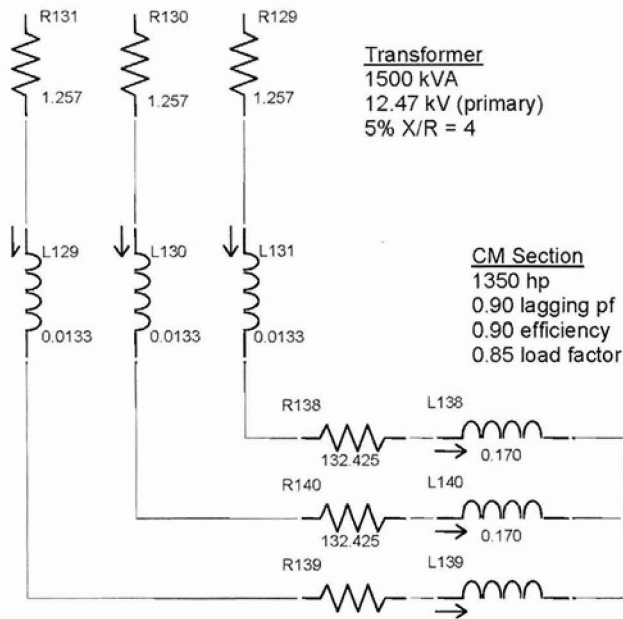 R131 R130 R129
1.257 1.257 1.257
Transformer
1500 kVA
12.47 kV (primary)
5% X/R = 4
L129 L130 L131
0.0133 0.0133 0.0133
CM Section
1350 hp
0.90 lagging pf
0.90 efficiency
0.85 load factor
R138 L138
132.425 0.170
R140 L140
132.425 0.170
R139 L139